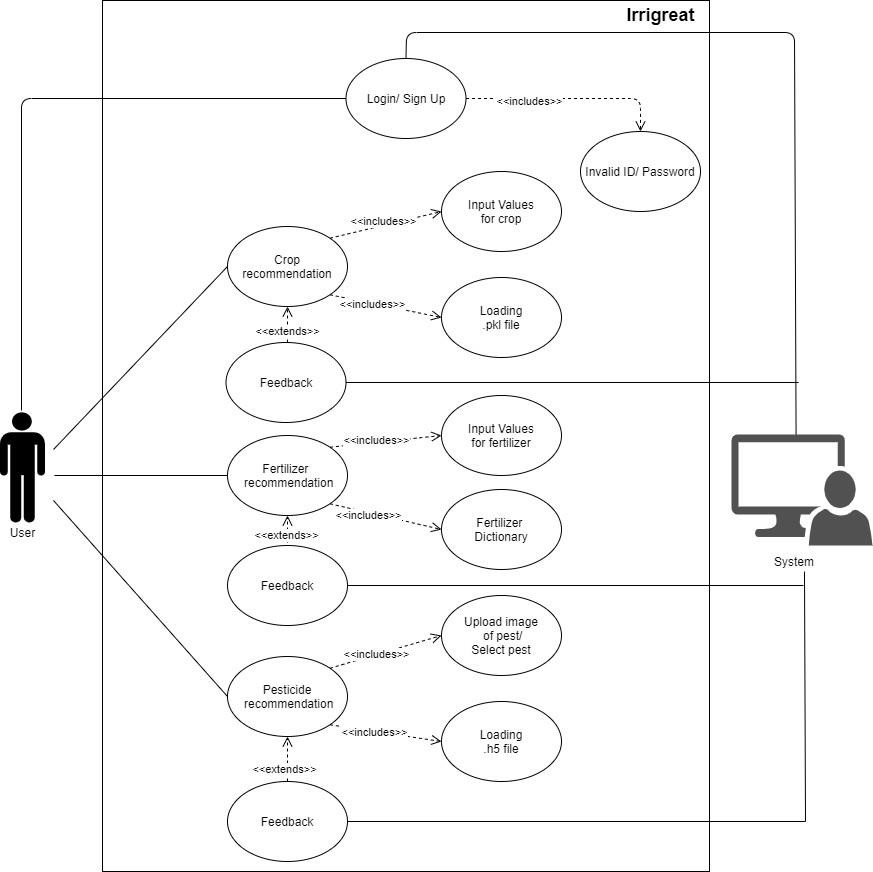 Irrigreat
Login/ Sign Up
<<includes>>
Invalid ID/ Password
Input Values
for crop
<<includes>>
Crop
recommendation
<<includes>>
Loading
.pkl file
<<extends>>
Feedback
Input Values
for fertilizer
<<includes>>
Fertilizer
recommendation
<<includes>>
Fertilizer
Dictionary
<<extends>>
User
System
Feedback
Upload image
of pest/
Select pest
<<includes>>
Pesticide
recommendation
<<includes>>
Loading
.h5 file
<<extends>>
Feedback